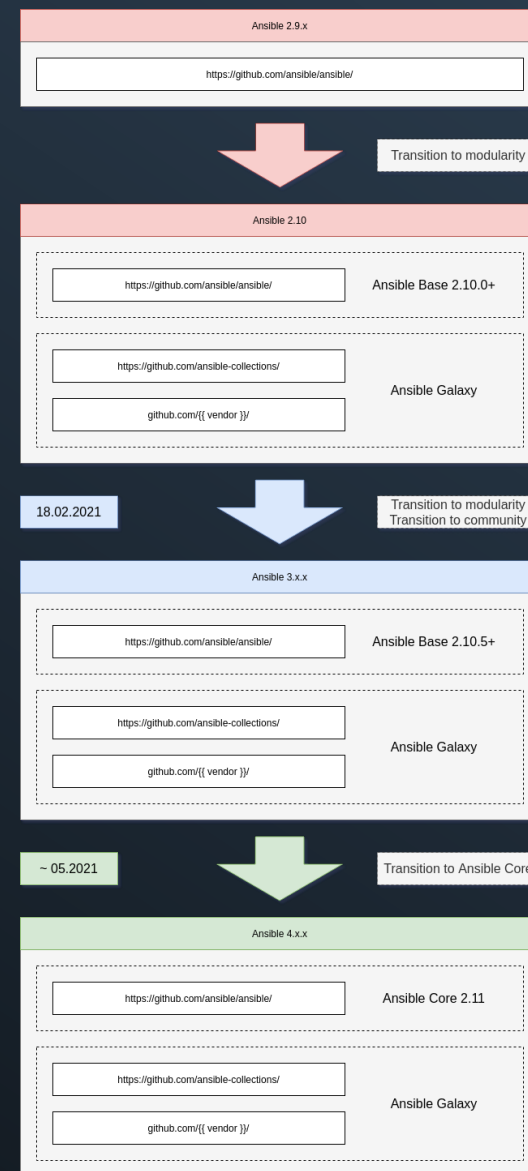 Ansible 2.9.x
https://github.com/ansible/ansible/
Transition to modularity
Ansible 2.10
https://github.com/ansible/ansible/
Ansible Base 2.10.0+
https://github.com/ansible-collections/
Ansible Galaxy
github.com/{{ vendor }}/
18.02.2021
Transition to modularity
Transition to community
Ansible 3.x.x
https://github.com/ansible/ansible/
Ansible Base 2.10.5+
https://github.com/ansible-collections/
Ansible Galaxy
github.com/{{ vendor }}/
~ 05.2021
Transition to Ansible Core
Ansible 4.x.x
https://github.com/ansible/ansible/
Ansible Core 2.11
https://github.com/ansible-collections/
Ansible Galaxy
github.com/{{ vendor }}/